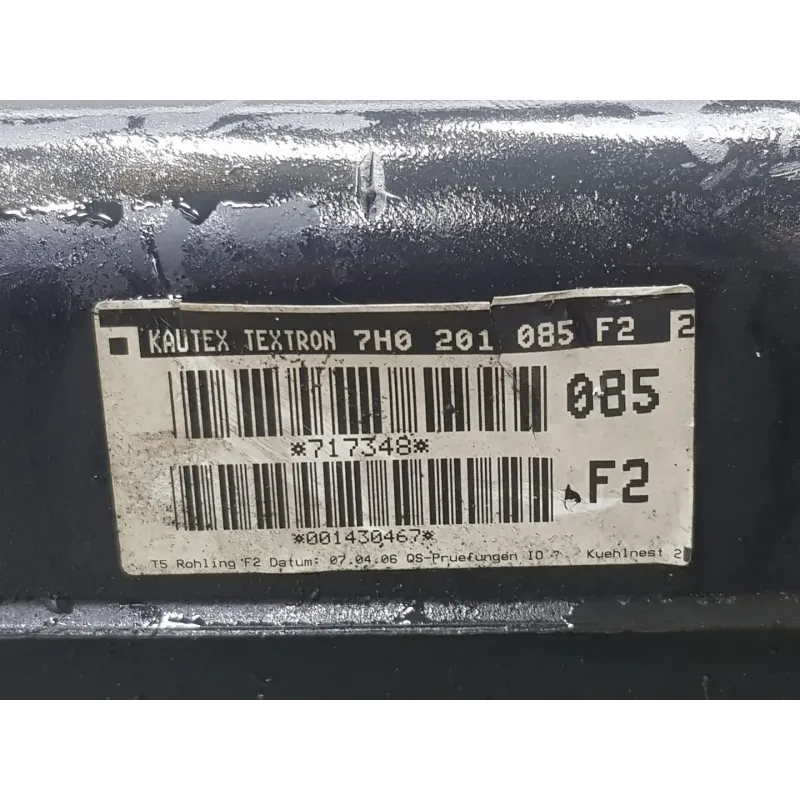 KAUTEX TEXTRON 7H0 201 085 F2 2
085
*717348*
F2
*001430467*
T5 Rohling F2 Datum: 07.04.06 QS-Pruefungen IO ? Kuehlnest 2